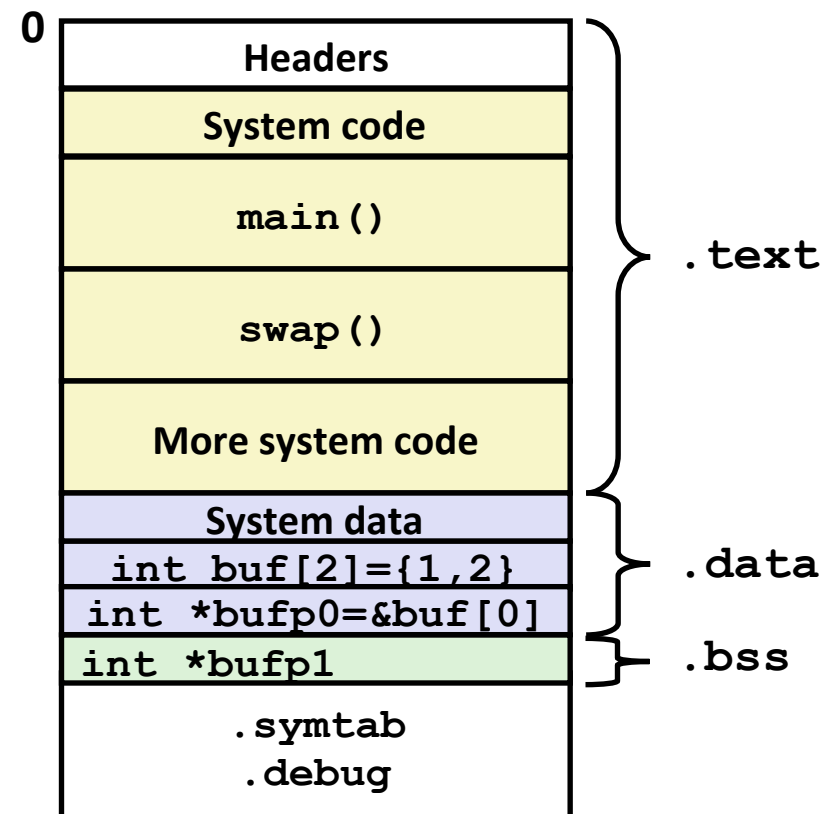 0
Headers
System code
main()
.text
swap()
More system code
System data
int buf[2]={1,2}
.data
int *bufp0=&buf[0]
int *bufp1
.bss
.symtab
.debug